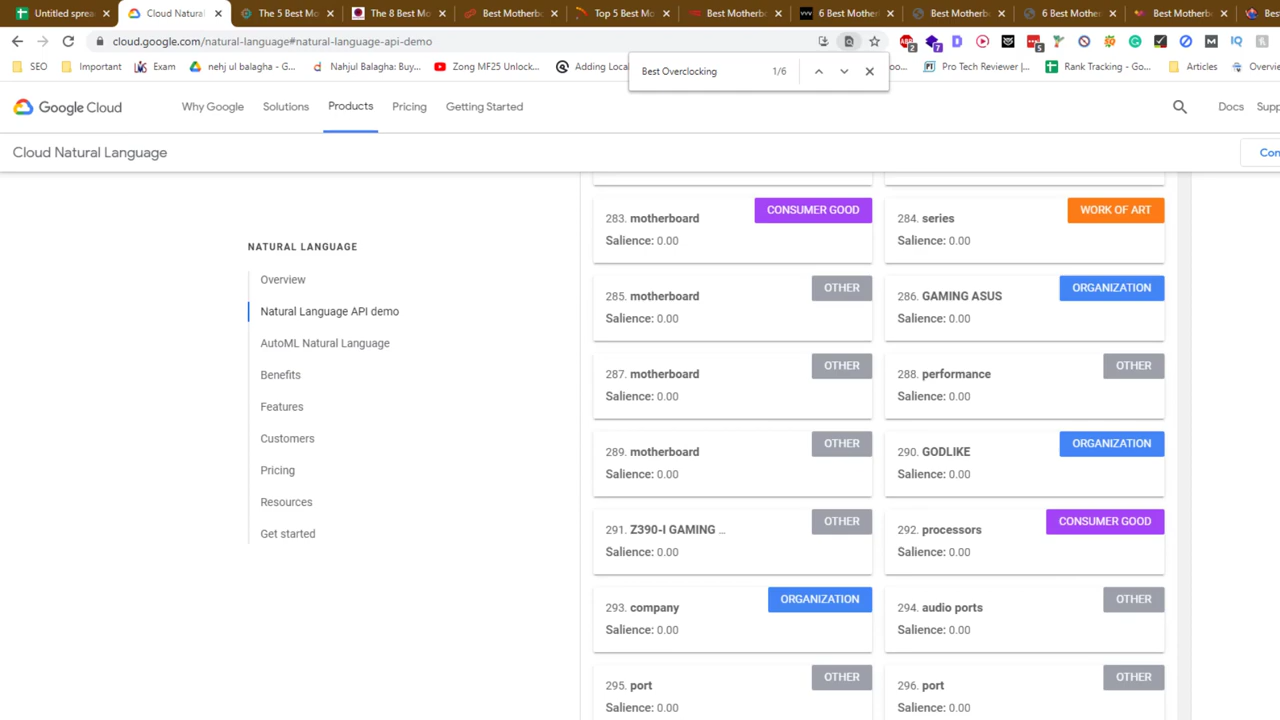 Untitled spreac
Cloud Natural
The 5 Best Mo
The 8 Best Mo
Best Motherbo
Top 5 Best Mo
Best Motherbo
6 Best Mother
Best Motherb
6 Best Mothe
Best Motherb
Bes
cloud.google.com/natural-language#natural-language-api-demo
SEO
Important
Exam
nehj ul balagha - G...
Nahjul Balagha: Buy...
Zong MF25 Unlock...
Adding Local
Pro Tech Reviewer |...
Rank Tracking - Go...
Articles
Overvie
Best Overclocking 1/6
Google Cloud
Why Google
Solutions
Products
Pricing
Getting Started
Docs
Supp
Cloud Natural Language
Con
NATURAL LANGUAGE
Overview
Natural Language API demo
AutoML Natural Language
Benefits
Features
Customers
Pricing
Resources
Get started
283. motherboard CONSUMER GOOD
Salience: 0.00
284. series WORK OF ART
Salience: 0.00
285. motherboard OTHER
Salience: 0.00
286. GAMING ASUS ORGANIZATION
Salience: 0.00
287. motherboard OTHER
Salience: 0.00
288. performance OTHER
Salience: 0.00
289. motherboard OTHER
Salience: 0.00
290. GODLIKE ORGANIZATION
Salience: 0.00
291. Z390-I GAMING ... OTHER
Salience: 0.00
292. processors CONSUMER GOOD
Salience: 0.00
293. company ORGANIZATION
Salience: 0.00
294. audio ports OTHER
Salience: 0.00
295. port OTHER
Salience: 0.00
296. port OTHER
Salience: 0.00